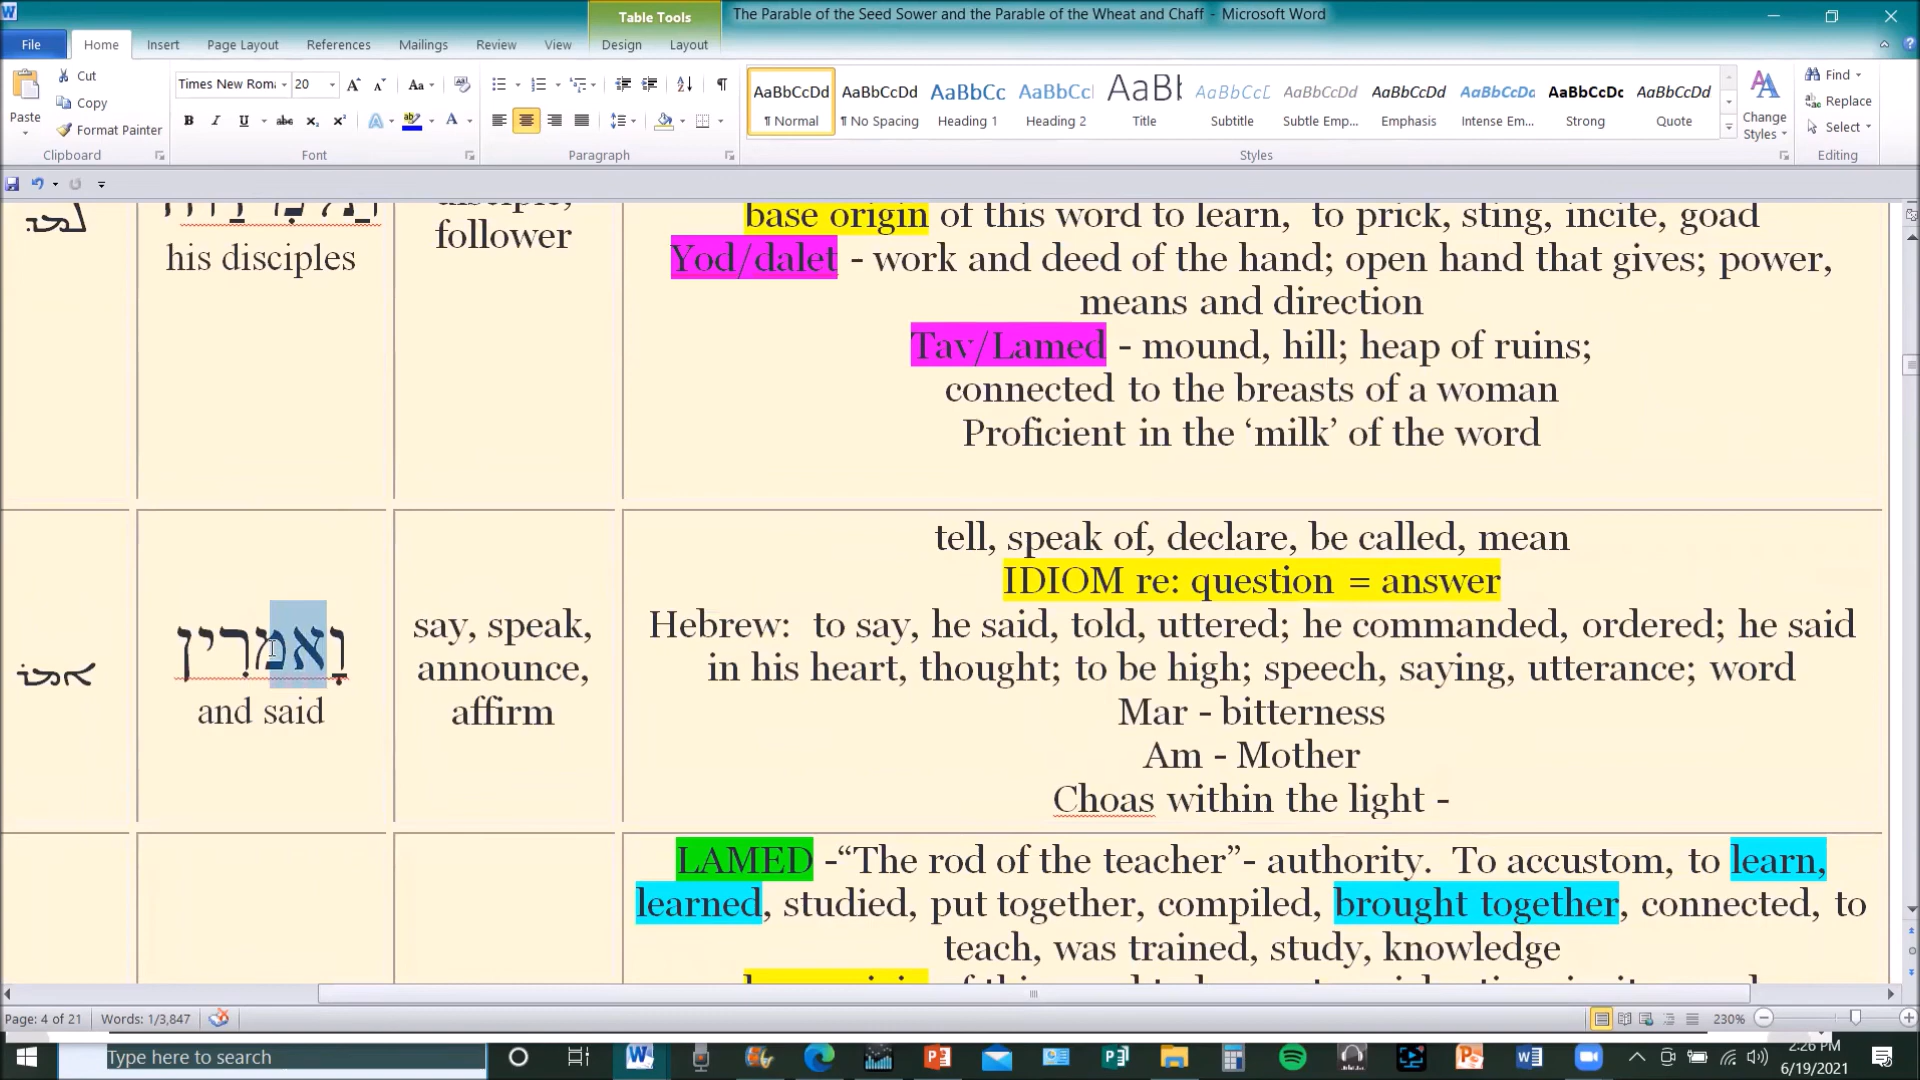 The Parable of the Seed Sower and the Parable of the Wheat and Chaff - Microsoft Word
Table Tools
File Home Insert Page Layout References Mailings Review View Design Layout
Paste
Cut
Copy
Format Painter
Clipboard
Times New Roma 20
Font
Paragraph
AaBbCcDd AaBbCcDd AaBbCc AaBbCcI AaBl AaBbCcL AaBbCcDd AaBbCcDd AaBbCcDd AaBbCcDc AaBbCcDd
¶ Normal ¶ No Spacing Heading 1 Heading 2 Title Subtitle Subtle Emp... Emphasis Intense Em... Strong Quote
Change Styles
Styles
Find
Replace
Select
Editing
his disciples
disciple,
follower
base origin of this word to learn, to prick, sting, incite, goad
Yod/dalet - work and deed of the hand; open hand that gives; power,
means and direction
Tav/Lamed - mound, hill; heap of ruins;
connected to the breasts of a woman
Proficient in the ‘milk’ of the word
ܐܡܪ
וַאמרִין
and said
say, speak,
announce,
affirm
tell, speak of, declare, be called, mean
IDIOM re: question = answer
Hebrew: to say, he said, told, uttered; he commanded, ordered; he said
in his heart, thought; to be high; speech, saying, utterance; word
Mar - bitterness
Am - Mother
Choas within the light -
LAMED -“The rod of the teacher”- authority. To accustom, to learn,
learned, studied, put together, compiled, brought together, connected, to
teach, was trained, study, knowledge
Page: 4 of 21 Words: 1/3,847 230%
Type here to search
2:26 PM
6/19/2021